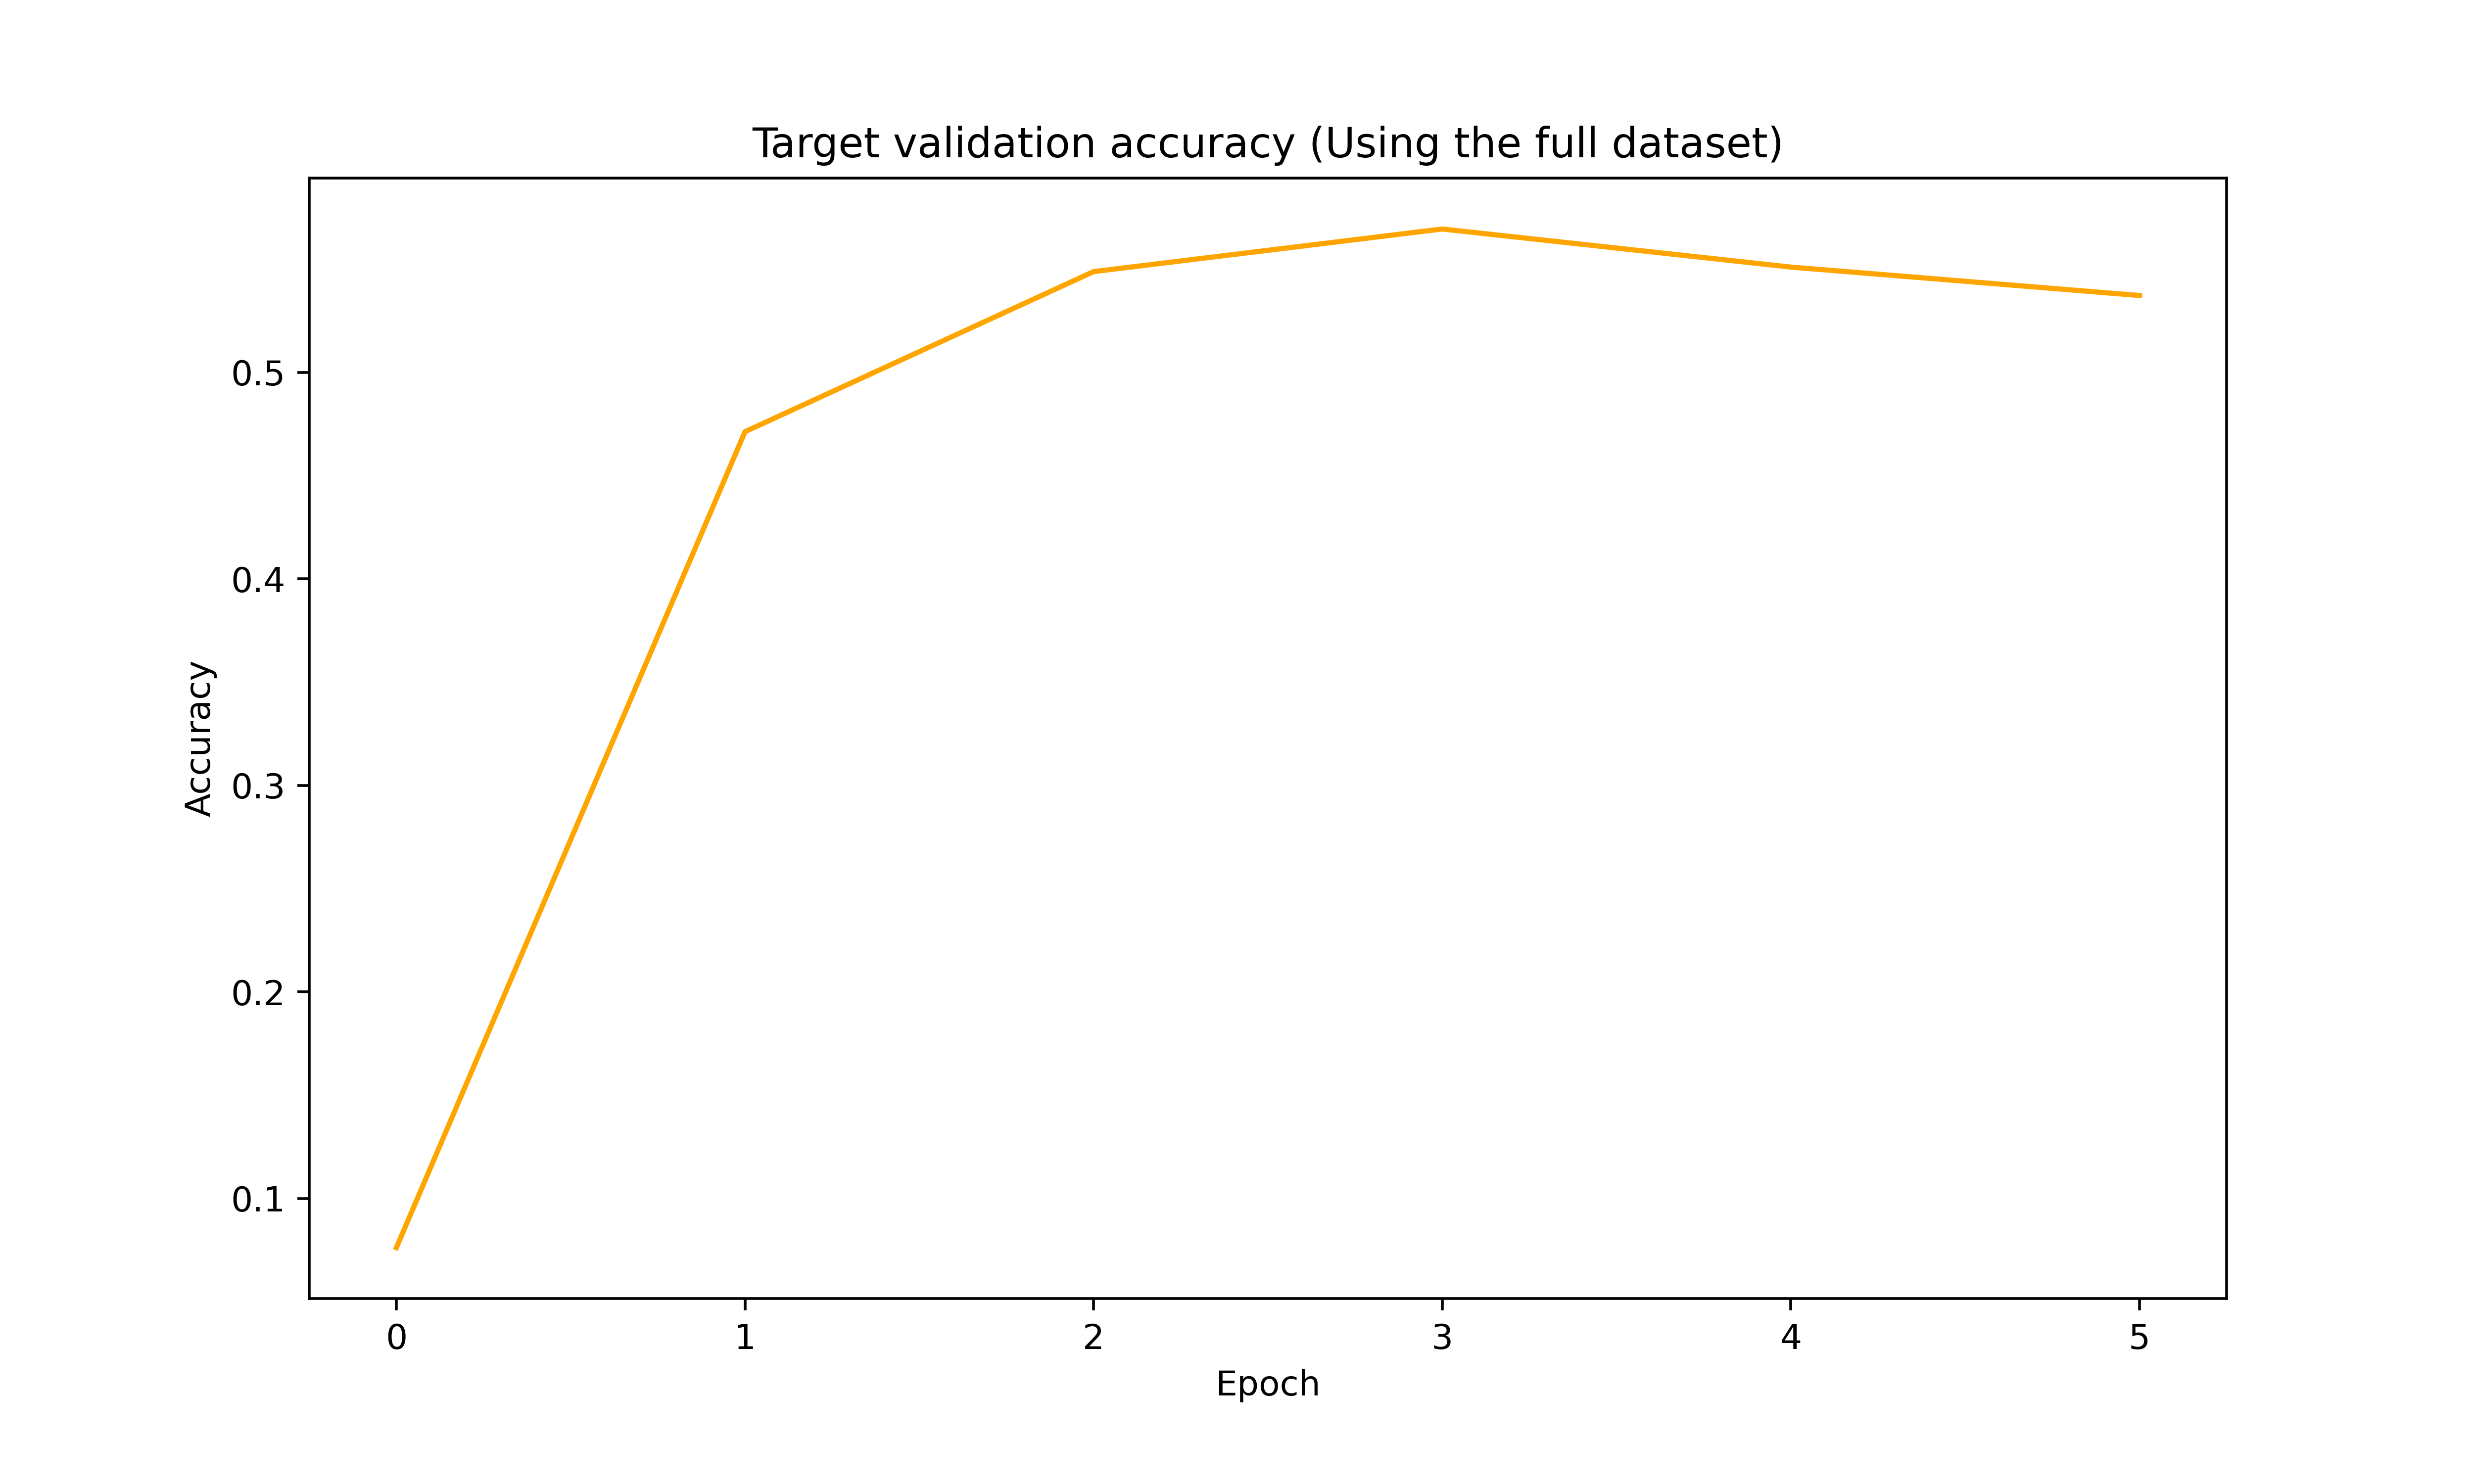 Target validation accuracy (Using the full dataset)
Accuracy
0.5
0.4
0.3
0.2
0.1
0 1 2 3 4 5
Epoch